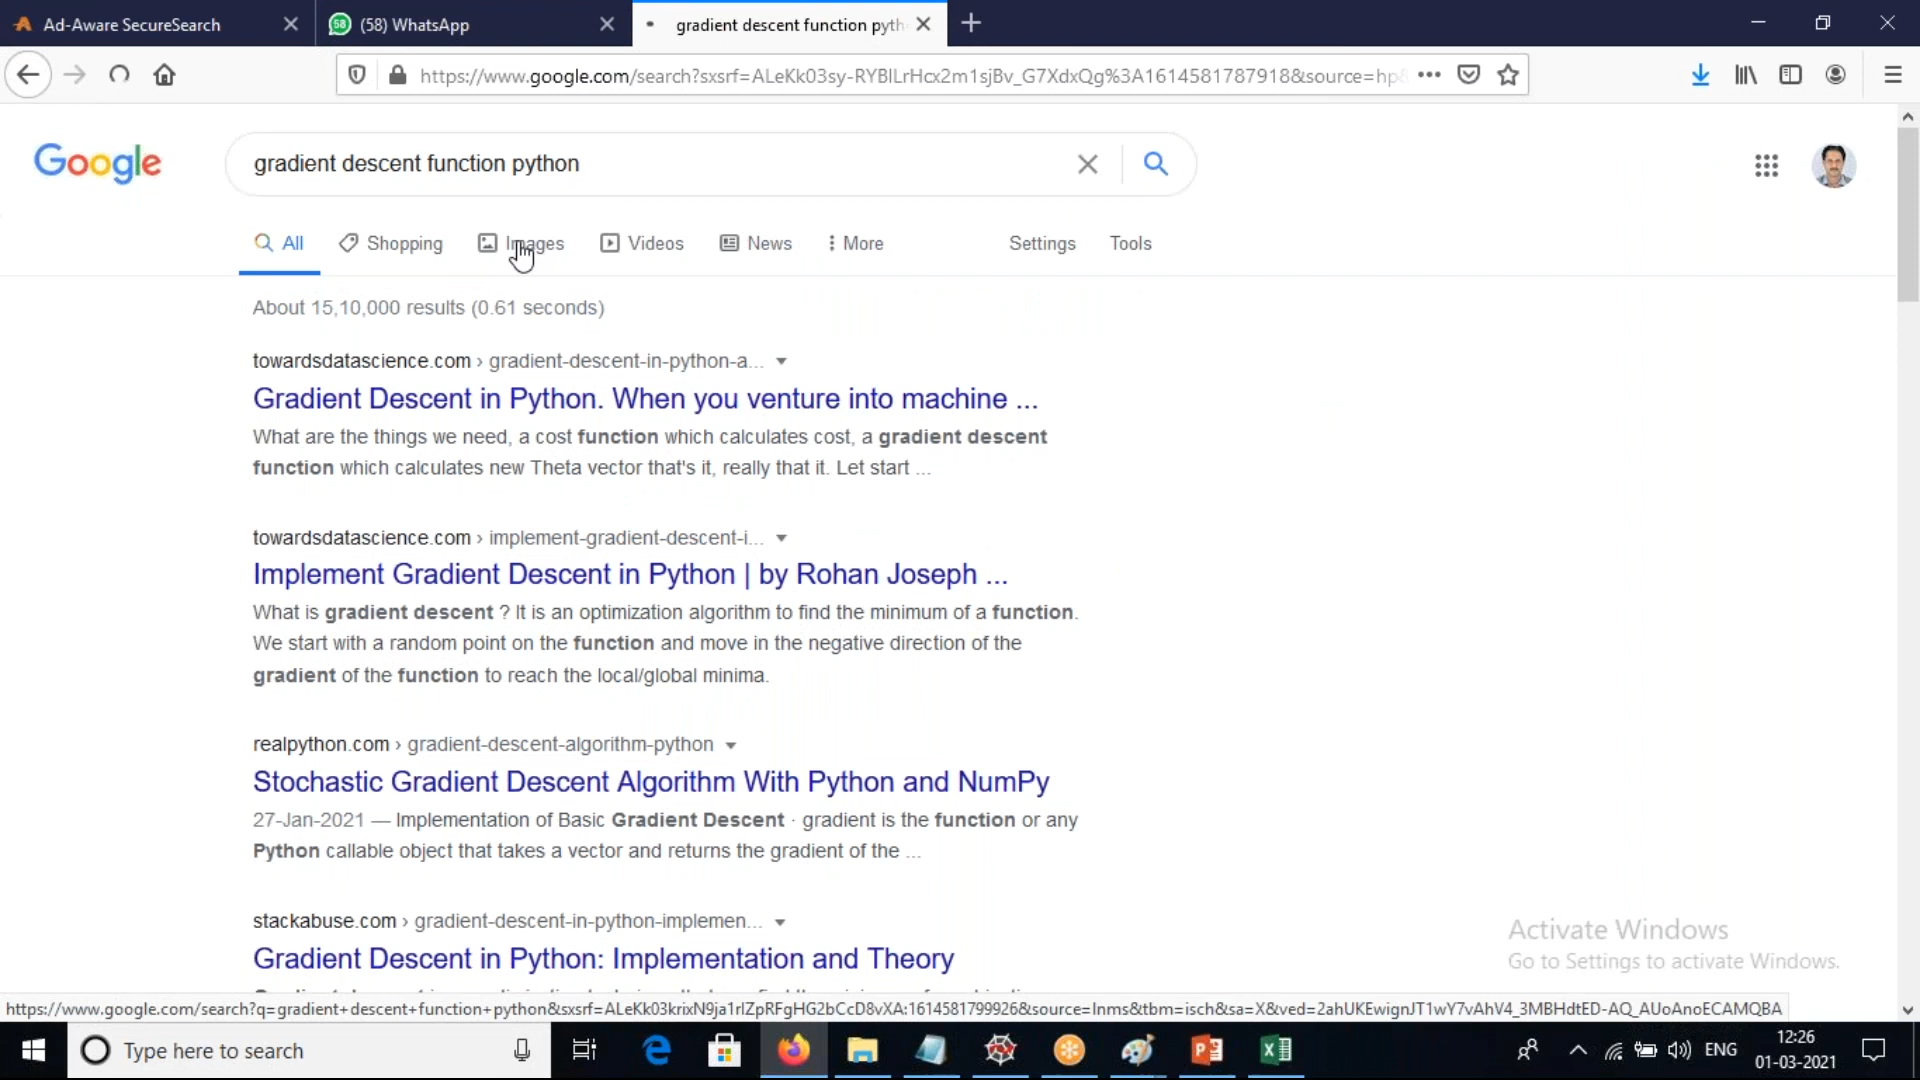 Ad-Aware SecureSearch
58 (58) WhatsApp
gradient descent function pyth
https://www.google.com/search?sxsrf=ALeKk03sy-RYBlLrHcx2m1sjBv_G7XdxQg%3A1614581787918&source=hp&
Google
gradient descent function python
All Shopping Images Videos News More Settings Tools
About 15,10,000 results (0.61 seconds)
towardsdatascience.com › gradient-descent-in-python-a...
Gradient Descent in Python. When you venture into machine ...
What are the things we need, a cost function which calculates cost, a gradient descent
function which calculates new Theta vector that's it, really that it. Let start ...
towardsdatascience.com › implement-gradient-descent-i...
Implement Gradient Descent in Python | by Rohan Joseph ...
What is gradient descent ? It is an optimization algorithm to find the minimum of a function.
We start with a random point on the function and move in the negative direction of the
gradient of the function to reach the local/global minima.
realpython.com › gradient-descent-algorithm-python
Stochastic Gradient Descent Algorithm With Python and NumPy
27-Jan-2021 — Implementation of Basic Gradient Descent · gradient is the function or any
Python callable object that takes a vector and returns the gradient of the ...
stackabuse.com › gradient-descent-in-python-implemen...
Gradient Descent in Python: Implementation and Theory
Activate Windows
Go to Settings to activate Windows.
https://www.google.com/search?q=gradient+descent+function+python&sxsrf=ALeKk03krixN9ja1rIZpRFgHG2bCcD8vXA:1614581799926&source=lnms&tbm=isch&sa=X&ved=2ahUKEwignJT1wY7vAhV4_3MBHdtED-AQ_AUoAnoECAMQBA
Type here to search
ENG
12:26
01-03-2021